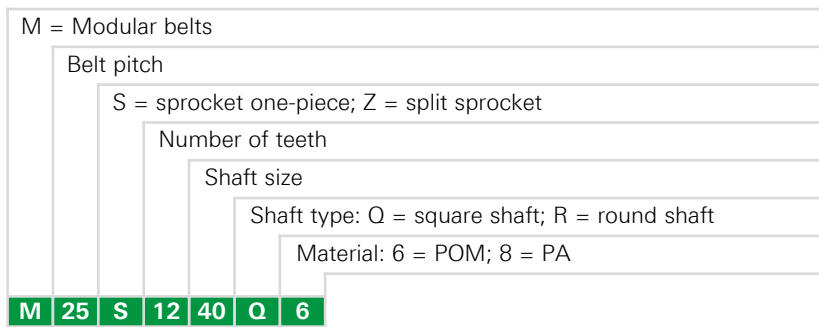 M = Modular belts
Belt pitch
S = sprocket one-piece; Z = split sprocket
Number of teeth
Shaft size
Shaft type: Q = square shaft; R = round shaft
Material: 6 = POM; 8 = PA
M 25 S 12 40 Q 6